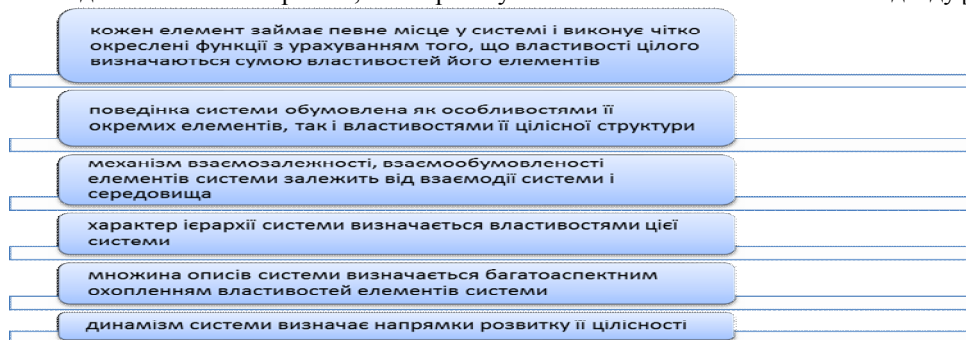 кожен елемент займає певне місце у системі і виконує чітко
окреслені функції з урахуванням того, що властивості цілого
визначаються сумою властивостей його елементів
поведінка системи обумовлена як особливостями її
окремих елементів, так і властивостями її цілісної структури
механізм взаємозалежності, взаємообумовленості
елементів системи залежить від взаємодії системи і
середовища
характер ієрархії системи визначається властивостями цієї
системи
множина описів системи визначається багатоаспектним
охопленням властивостей елементів системи
динамізм системи визначає напрямки розвитку її цілісності